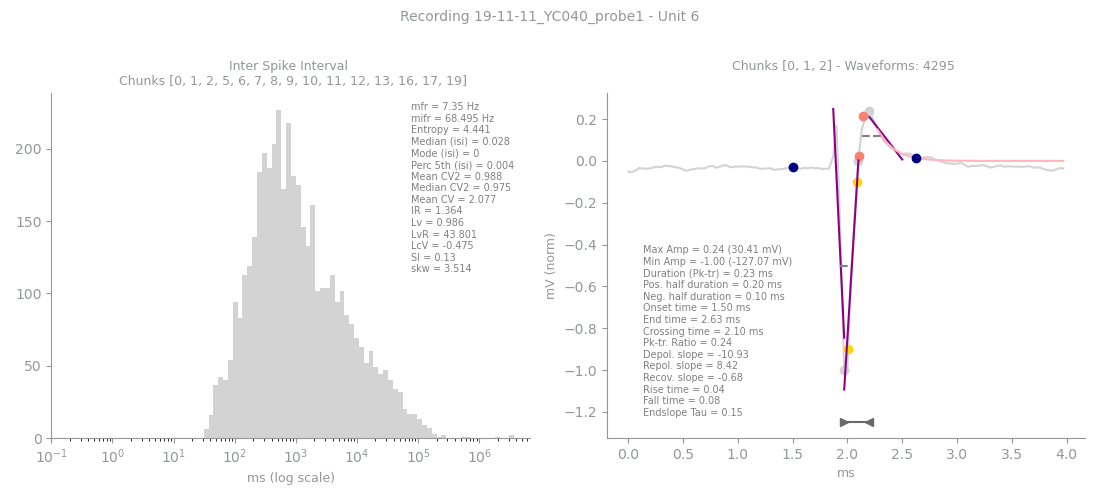 Recording 19-11-11_YC040_probe1 - Unit 6
Inter Spike Interval
Chunks [0, 1, 2, 5, 6, 7, 8, 9, 10, 11, 12, 13, 16, 17, 19]
mfr = 7.35 Hz
mifr = 68.495 Hz
Entropy = 4.441
Median (isi) = 0.028
Mode (isi) = 0
Perc 5th (isi) = 0.004
Mean CV2 = 0.988
Median CV2 = 0.975
Mean CV = 2.077
IR = 1.364
Lv = 0.986
LvR = 43.801
LcV = -0.475
SI = 0.13
skw = 3.514
200
150
100
50
0
10⁻¹ 10⁰ 10¹ 10² 10³ 10⁴ 10⁵ 10⁶
ms (log scale)
Chunks [0, 1, 2] - Waveforms: 4295
mV (norm)
0.2
0.0
−0.2
−0.4
−0.6
−0.8
−1.0
−1.2
Max Amp = 0.24 (30.41 mV)
Min Amp = -1.00 (-127.07 mV)
Duration (Pk-tr) = 0.23 ms
Pos. half duration = 0.20 ms
Neg. half duration = 0.10 ms
Onset time = 1.50 ms
End time = 2.63 ms
Crossing time = 2.10 ms
Pk-tr. Ratio = 0.24
Depol. slope = -10.93
Repol. slope = 8.42
Recov. slope = -0.68
Rise time = 0.04
Fall time = 0.08
Endslope Tau = 0.15
0.0 0.5 1.0 1.5 2.0 2.5 3.0 3.5 4.0
ms